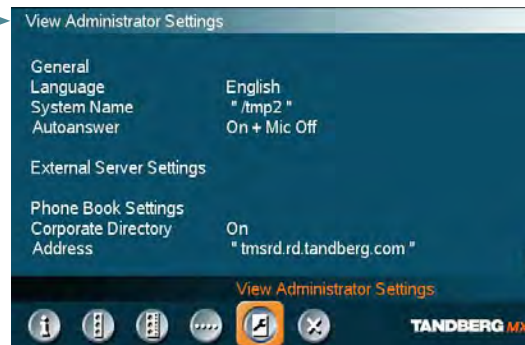 View Administrator Settings
General
Language English
System Name "/tmp2"
Autoanswer On + Mic Off
External Server Settings
Phone Book Settings
Corporate Directory On
Address "tmsrd.rd.tandberg.com"
View Administrator Settings
TANDBERG MX